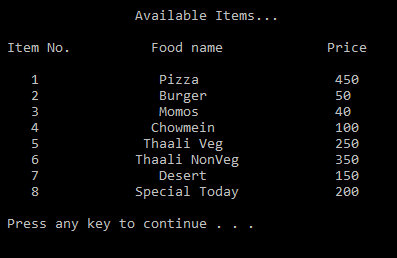 Available Items...
Item No. Food name Price
1 Pizza 450
2 Burger 50
3 Momos 40
4 Chowmein 100
5 Thaali Veg 250
6 Thaali NonVeg 350
7 Desert 150
8 Special Today 200
Press any key to continue . . .